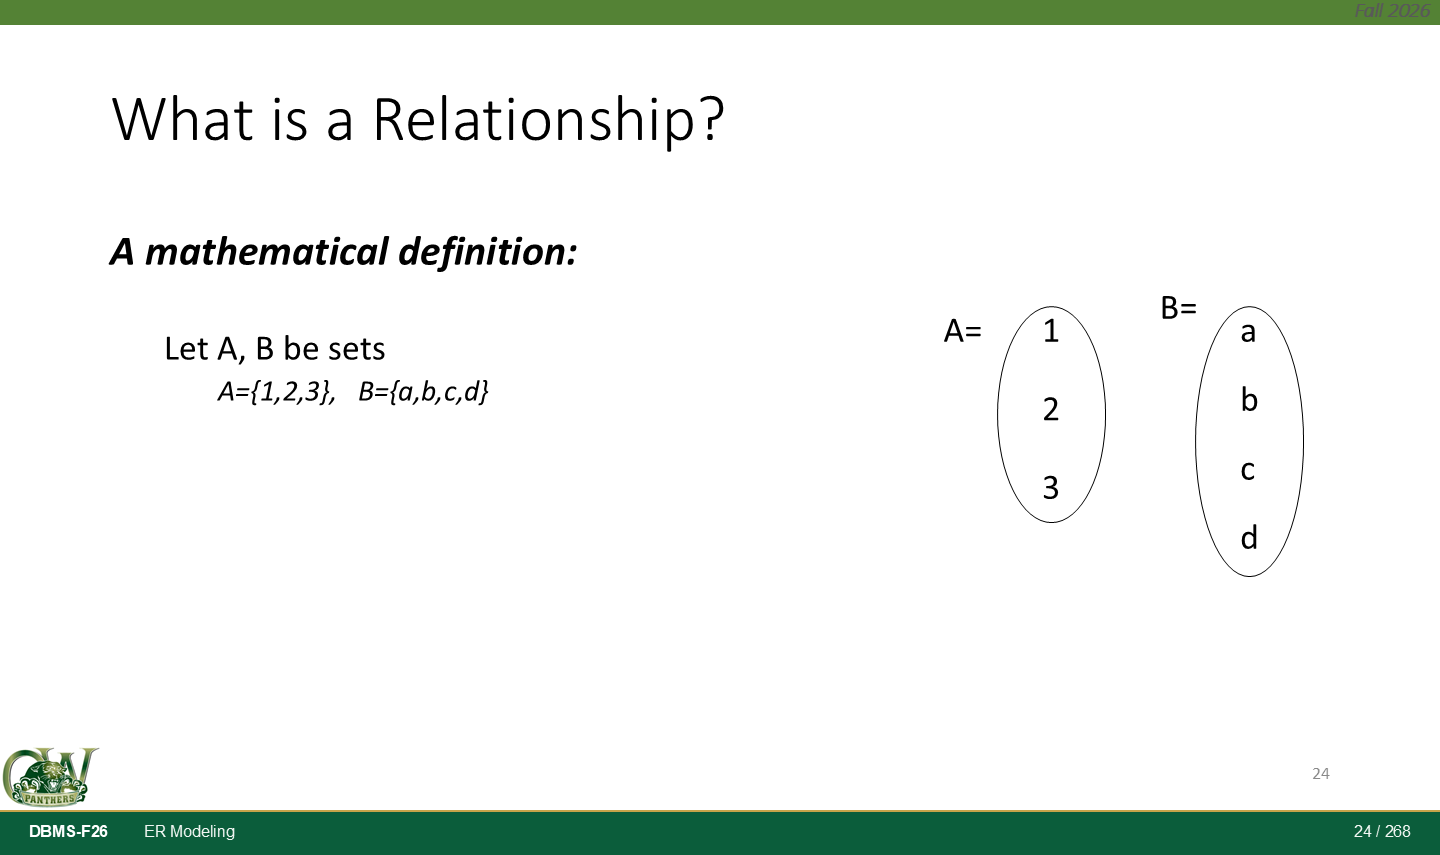 Fall 2026
What is a Relationship?
A mathematical definition:
Let A, B be sets
A={1,2,3},   B={a,b,c,d}
A=
1
2
3
B=
a
b
c
d
OW
PANTHERS
24
DBMS-F26 ER Modeling 24 / 268